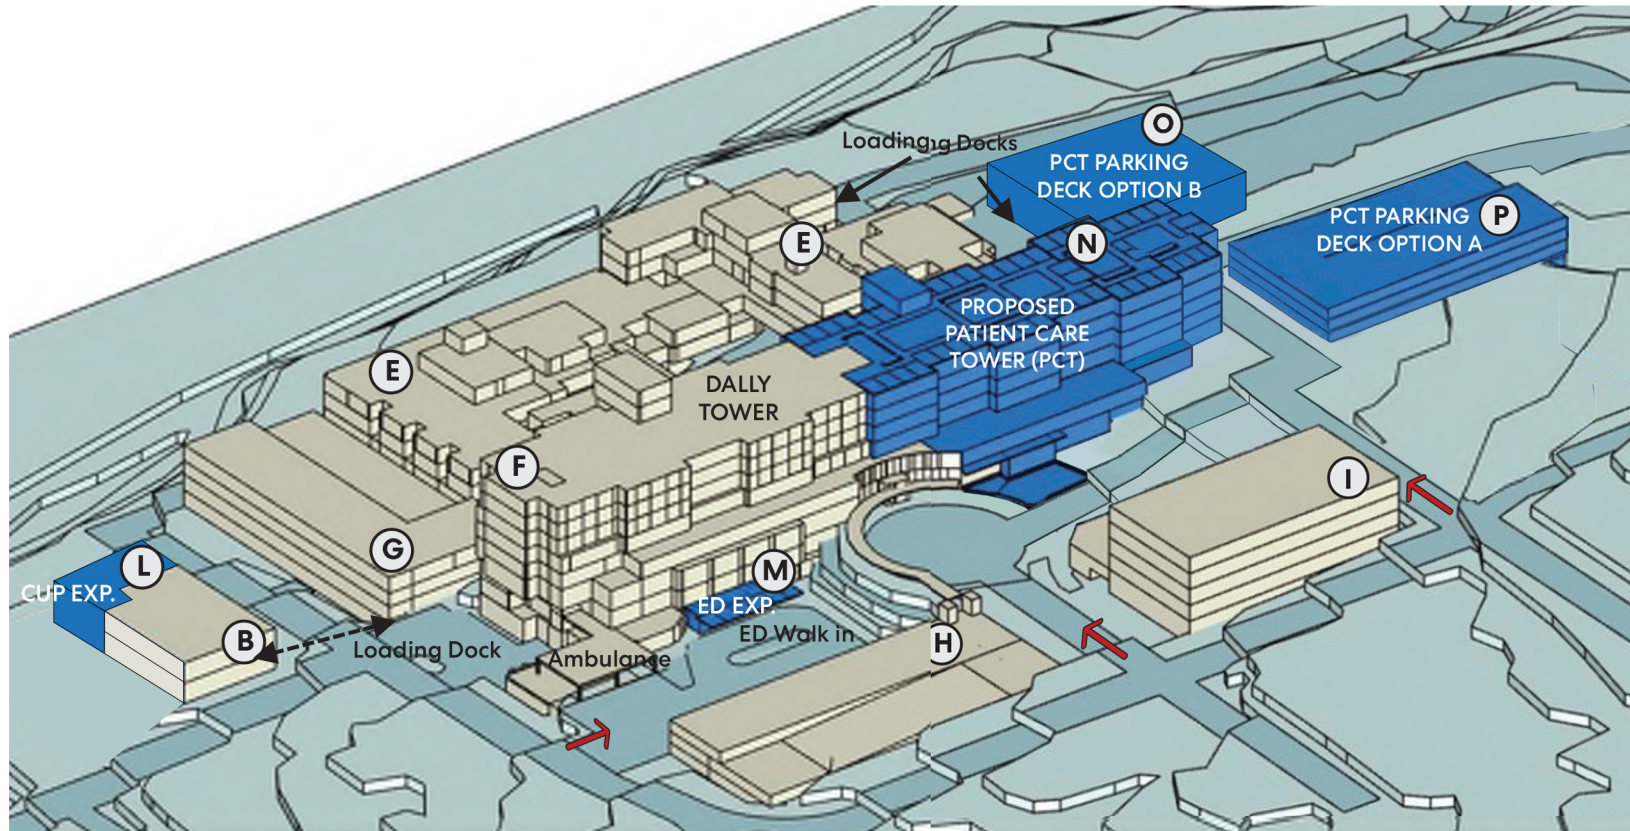 O
Loading
g Docks
PCT PARKING
DECK OPTION B
PCT PARKING
DECK OPTION A
P
E
N
PROPOSED
PATIENT CARE
TOWER (PCT)
E
DALLY
TOWER
F
I
G
L
CUP EXP.
M
ED EXP.
ED Walk in
B
Loading Dock
Ambulance
H